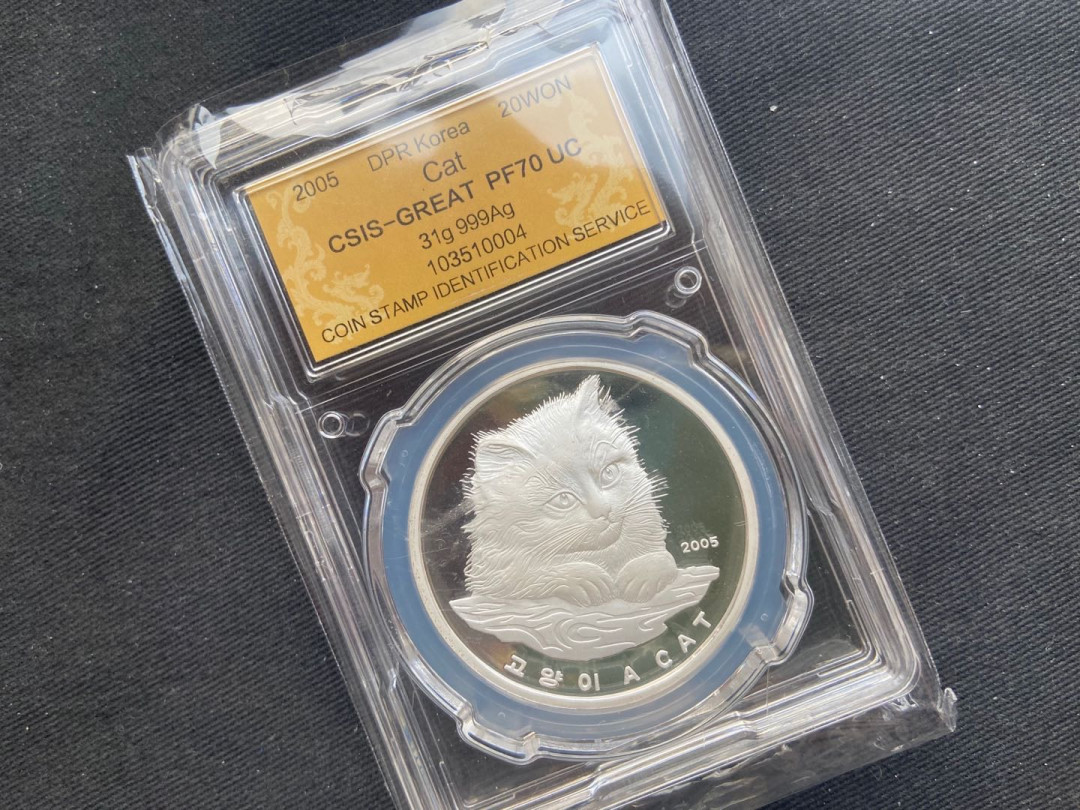 2005 DPR Korea 20WON
Cat
CSIS-GREAT PF70 UC
31g 999Ag
103510004
COIN STAMP IDENTIFICATION SERVICE
2005
고양이 A CAT